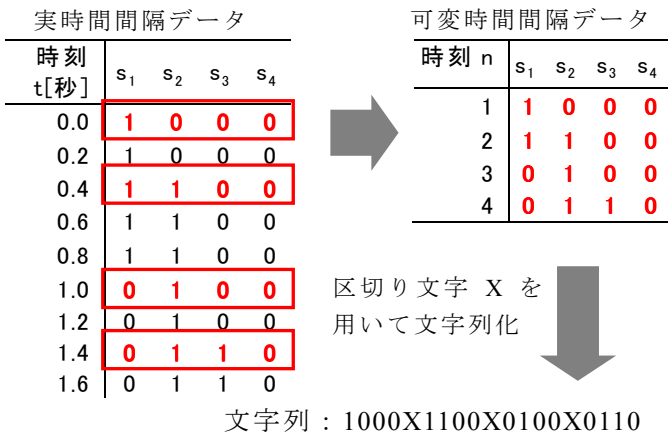 実時間間隔データ
時刻 t[秒] s1 s2 s3 s4
0.0 1 0 0 0
0.2 1 0 0 0
0.4 1 1 0 0
0.6 1 1 0 0
0.8 1 1 0 0
1.0 0 1 0 0
1.2 0 1 0 0
1.4 0 1 1 0
1.6 0 1 1 0
可変時間間隔データ
時刻 n s1 s2 s3 s4
1 1 0 0 0
2 1 1 0 0
3 0 1 0 0
4 0 1 1 0
区切り文字 X を
用いて文字列化
文字列：1000X1100X0100X0110